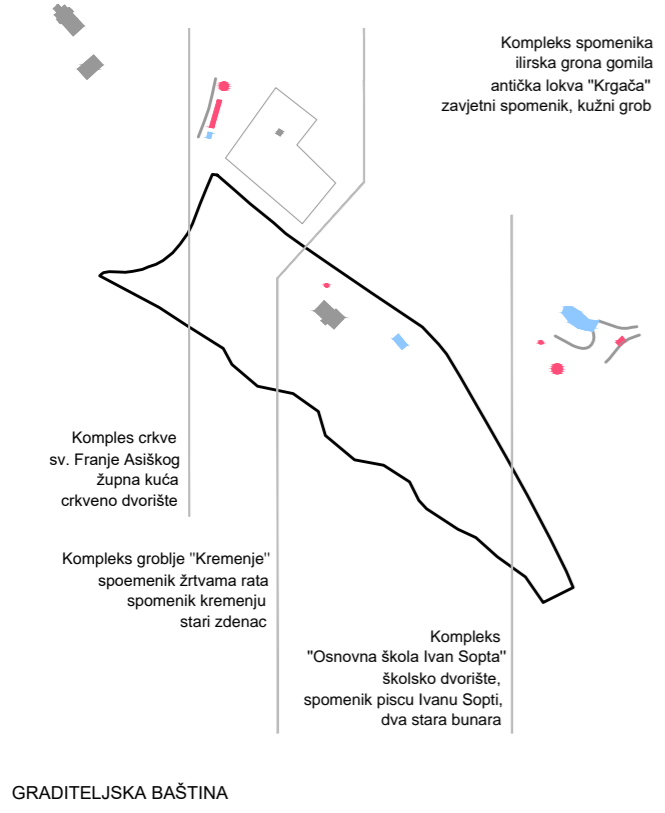 Kompleks spomenika
ilirska grona gomila
antička lokva "Krgača"
zavjetni spomenik, kužni grob
Komples crkve
sv. Franje Asiškog
župna kuća
crkveno dvorište
Kompleks groblje "Kremenje"
spoemenik žrtvama rata
spomenik kremenju
stari zdenac
Kompleks
"Osnovna škola Ivan Sopta"
školsko dvorište,
spomenik piscu Ivanu Sopti,
dva stara bunara
GRADITELJSKA BAŠTINA